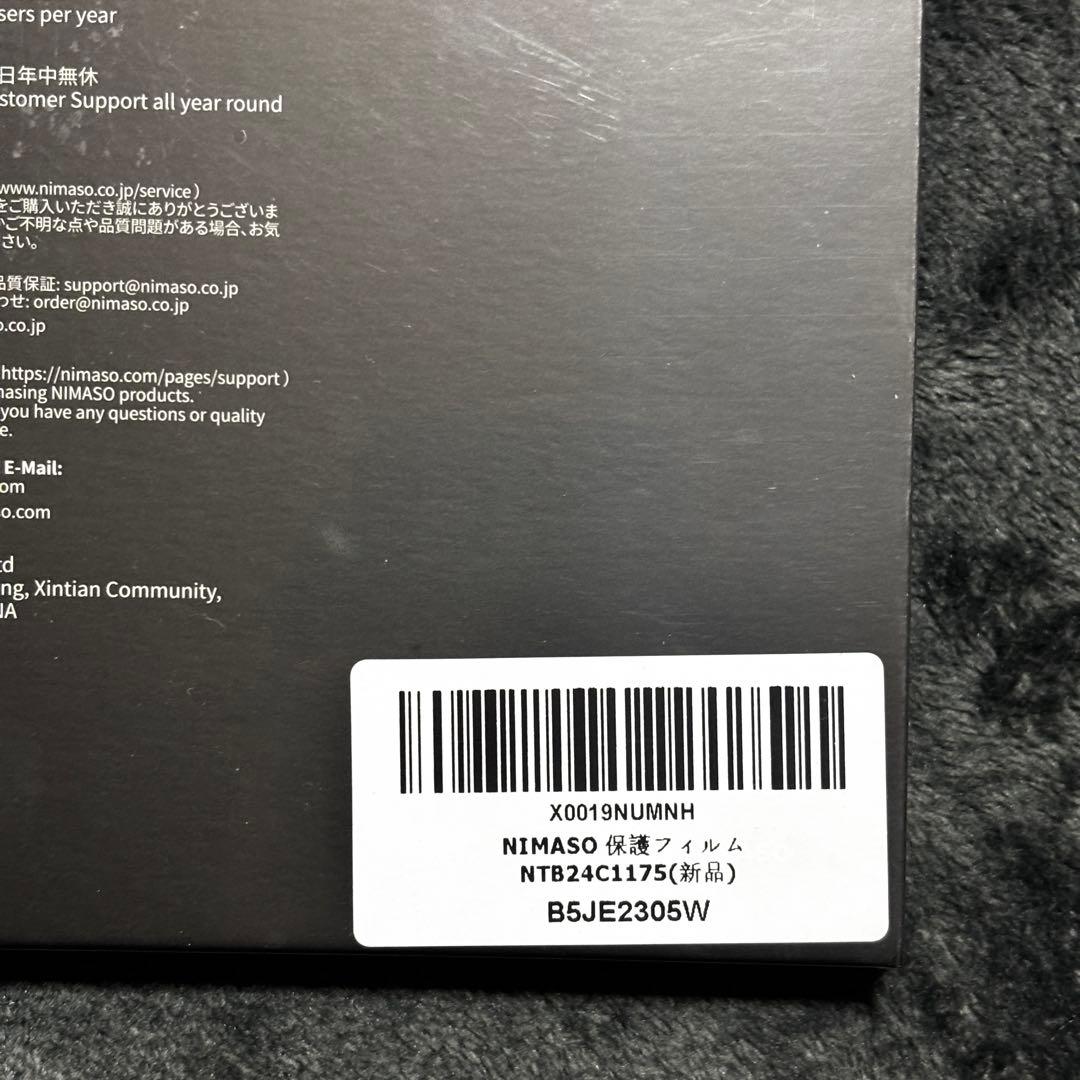 sers per year
日年中無休
stomer Support all year round
www.nimaso.co.jp/service）
をご購入いただき誠にありがとうございま
かご不明な点や品質問題がある場合、お気
さい。
品質保証: support@nimaso.co.jp
わせ: order@nimaso.co.jp
o.co.jp
https://nimaso.com/pages/support）
hasing NIMASO products.
you have any questions or quality
e.
E-Mail:
om
so.com
td
ng, Xintian Community,
NA
X0019NUMNH
NIMASO 保護フィルム
NTB24C1175(新品)
B5JE2305W